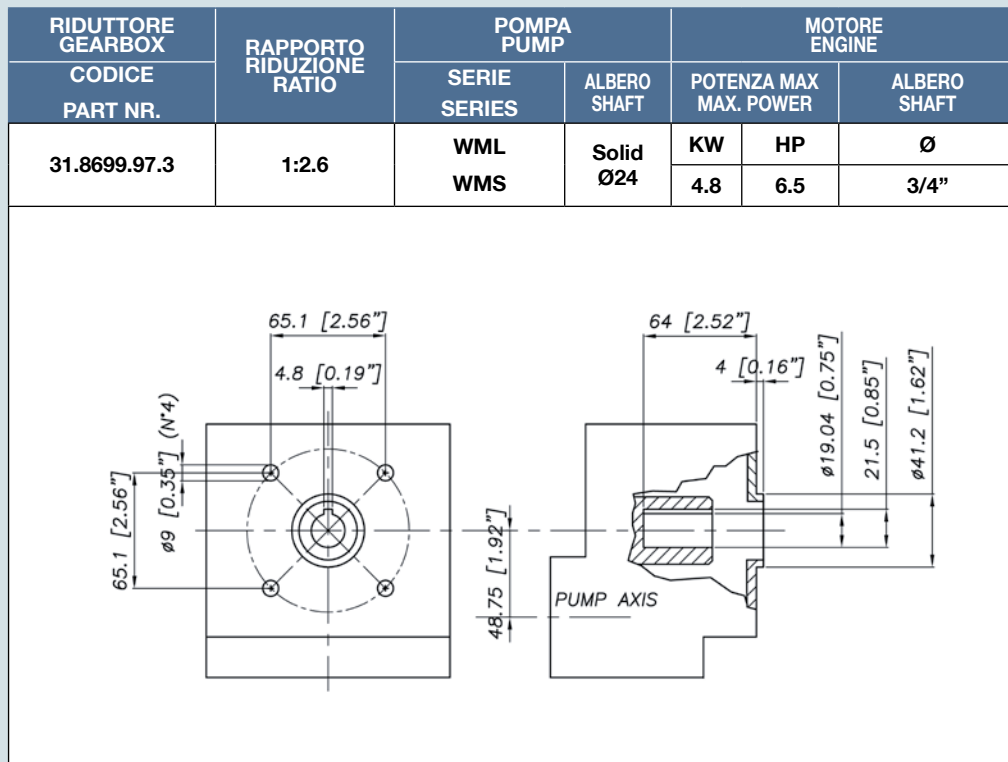 RIDUTTORE
GEARBOX
CODICE
PART NR.
RAPPORTO
RIDUZIONE
RATIO
POMPA
PUMP
SERIE
SERIES
ALBERO
SHAFT
MOTORE
ENGINE
POTENZA MAX
MAX. POWER
ALBERO
SHAFT
31.8699.97.3
1:2.6
WML
WMS
Solid
Ø24
KW
HP
Ø
4.8
6.5
3/4”
65.1 [2.56”]
4.8 [0.19”]
ø9 [0.35”] (N°4)
65.1 [2.56”]
64 [2.52”]
4 [0.16”]
ø19.04 [0.75”]
21.5 [0.85”]
ø41.2 [1.62”]
48.75 [1.92”]
PUMP AXIS